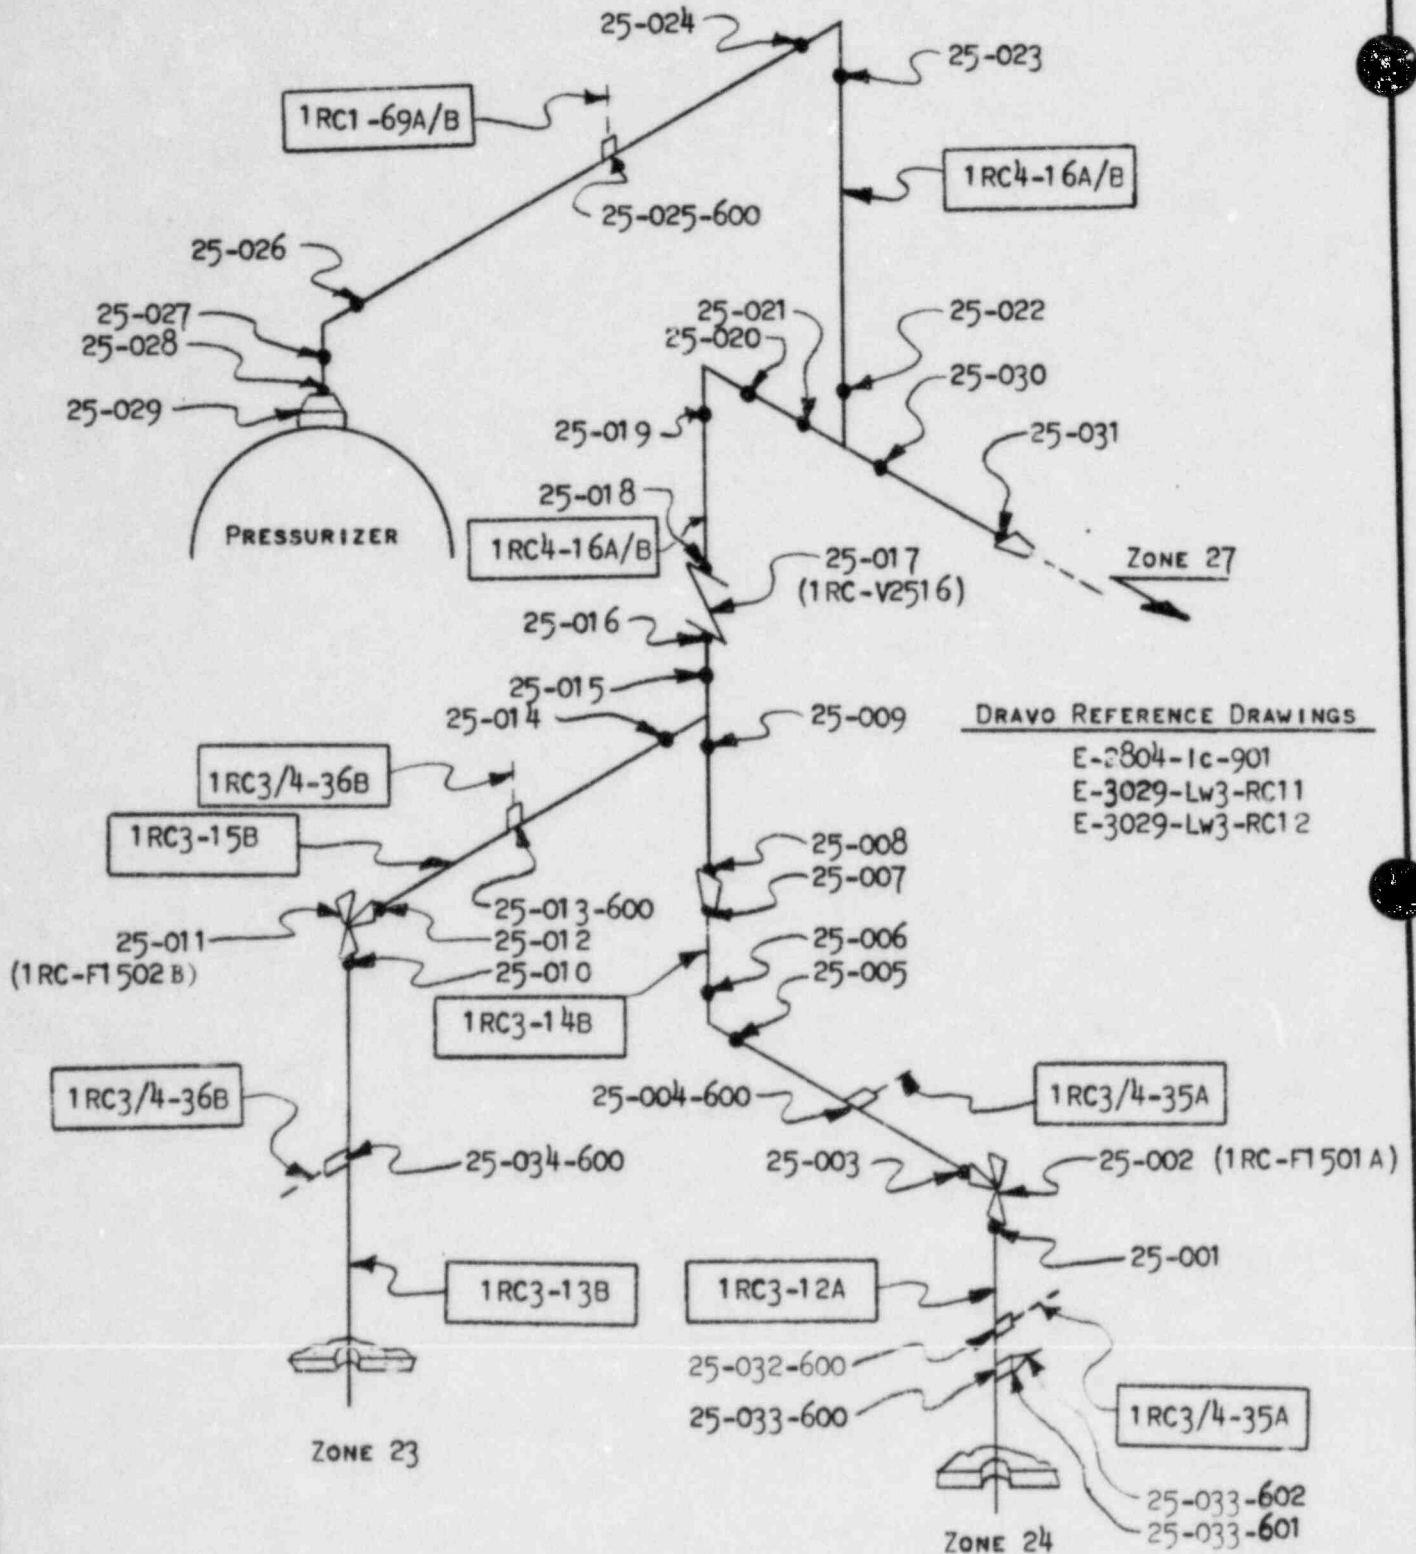 25-024
25-023
1RC1-69A/B
1RC4-16A/B
25-025-600
25-026
25-027
25-028
25-029
25-021
25-020
25-022
25-030
25-019
25-031
25-018
PRESSURIZER
1RC4-16A/B
25-017
(1RC-V2516)
ZONE 27
25-016
25-015
25-014
25-009
DRAVO REFERENCE DRAWINGS
E-2804-1C-901
E-3029-LW3-RC11
E-3029-LW3-RC12
1RC3/4-36B
1RC3-15B
25-008
25-007
25-013-600
25-011
(1RC-F1502B)
25-012
25-010
25-006
25-005
1RC3-14B
1RC3/4-36B
25-004-600
1RC3/4-35A
25-034-600
25-003
25-002 (1RC-F1501A)
25-001
1RC3-13B
1RC3-12A
25-032-600
25-033-600
1RC3/4-35A
ZONE 23
25-033-602
25-033-601
ZONE 24